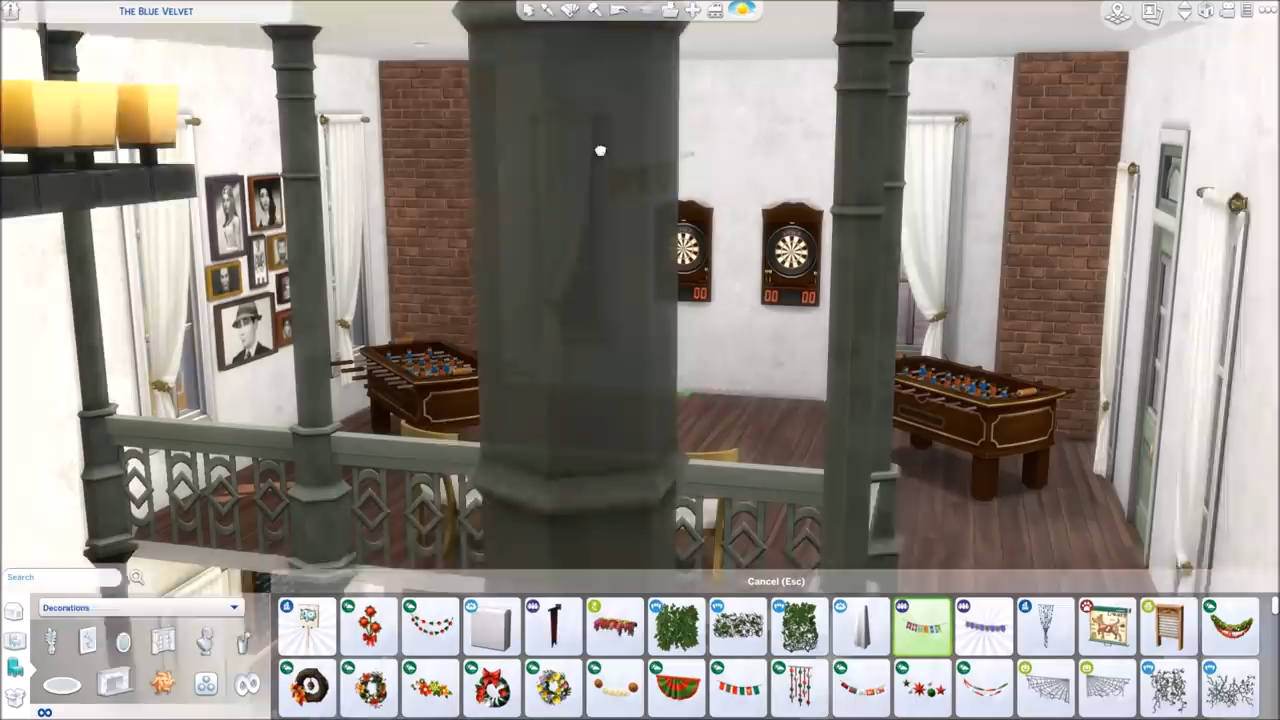 THE BLUE VELVET
00
00 00
Cancel (Esc)
Search
Decorations